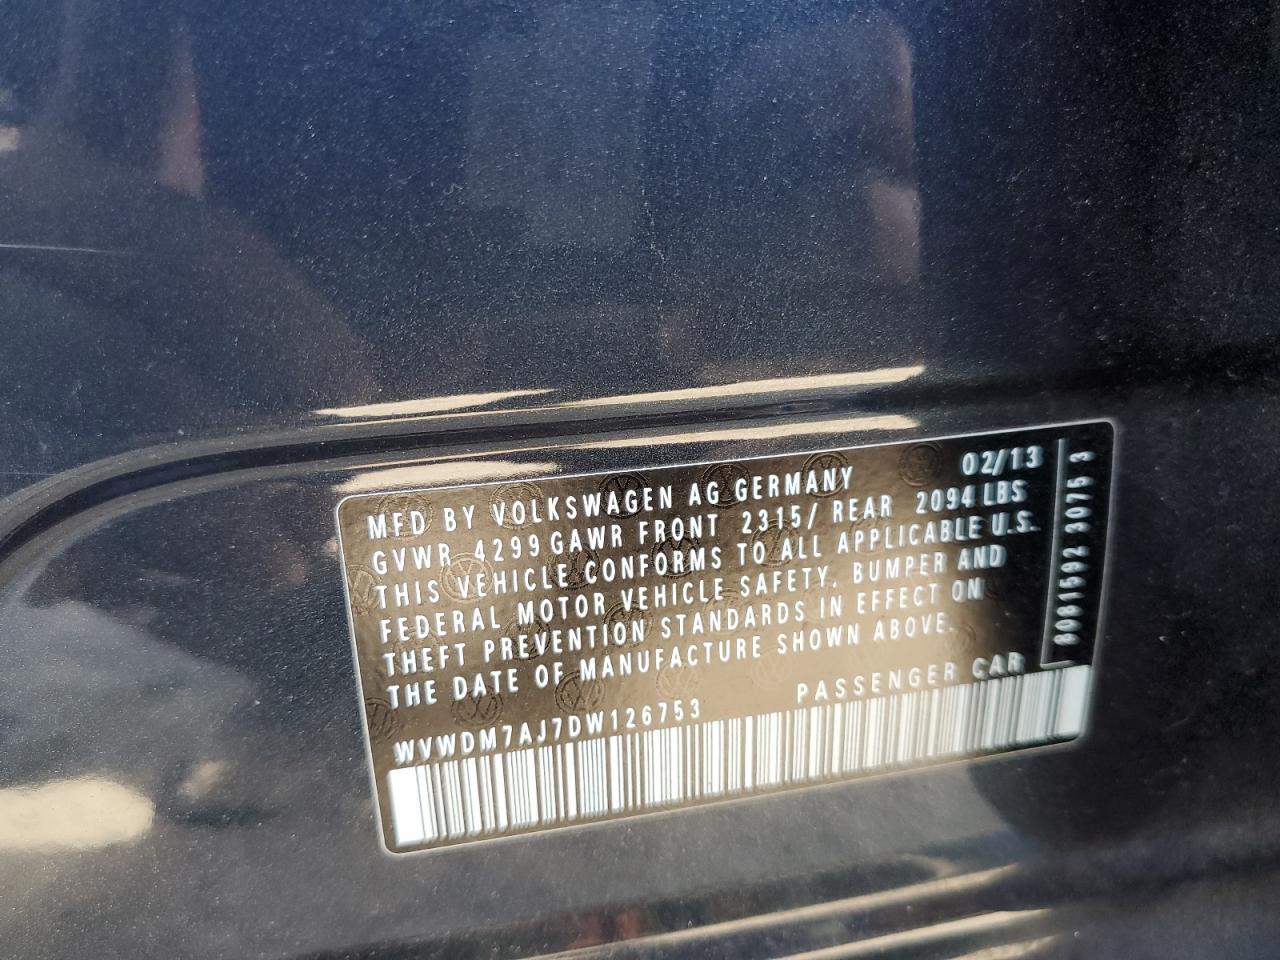 MFD BY VOLKSWAGEN AG GERMANY 02/13
GVWR 4299 GAWR FRONT 2315/ REAR 2094 LBS
THIS VEHICLE CONFORMS TO ALL APPLICABLE U.S.
FEDERAL MOTOR VEHICLE SAFETY, BUMPER AND
THEFT PREVENTION STANDARDS IN EFFECT ON
THE DATE OF MANUFACTURE SHOWN ABOVE.
WVWDM7AJ7DW126753 PASSENGER CAR
8081592 3075 3